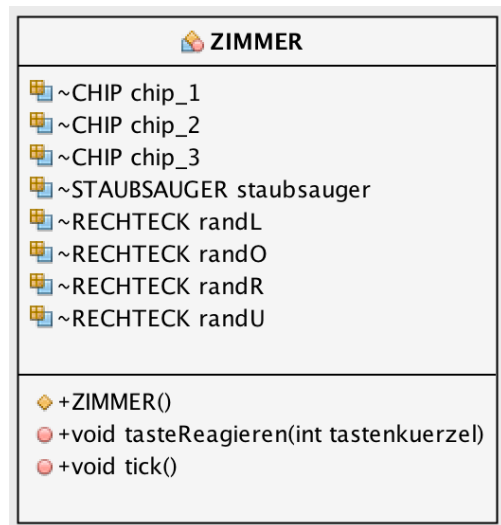 ZIMMER
~CHIP chip_1
~CHIP chip_2
~CHIP chip_3
~STAUBSAUGER staubsauger
~RECHTECK randL
~RECHTECK randO
~RECHTECK randR
~RECHTECK randU
+ZIMMER()
+void tasteReagieren(int tastenkuerzel)
+void tick()